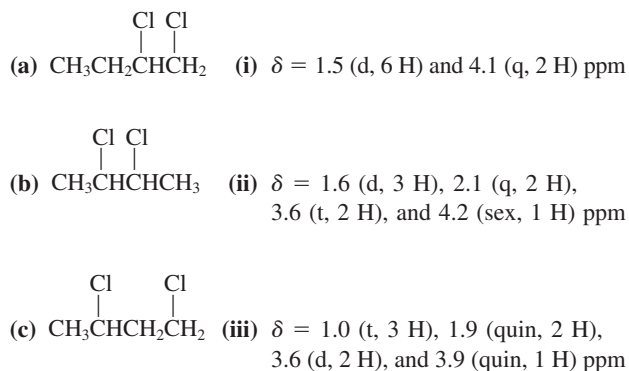 Cl Cl
(a) CH₃CH₂CHCH₂ (i) δ = 1.5 (d, 6 H) and 4.1 (q, 2 H) ppm
Cl Cl
(b) CH₃CHCHCH₃ (ii) δ = 1.6 (d, 3 H), 2.1 (q, 2 H),
3.6 (t, 2 H), and 4.2 (sex, 1 H) ppm
Cl Cl
(c) CH₃CHCH₂CH₂ (iii) δ = 1.0 (t, 3 H), 1.9 (quin, 2 H),
3.6 (d, 2 H), and 3.9 (quin, 1 H) ppm